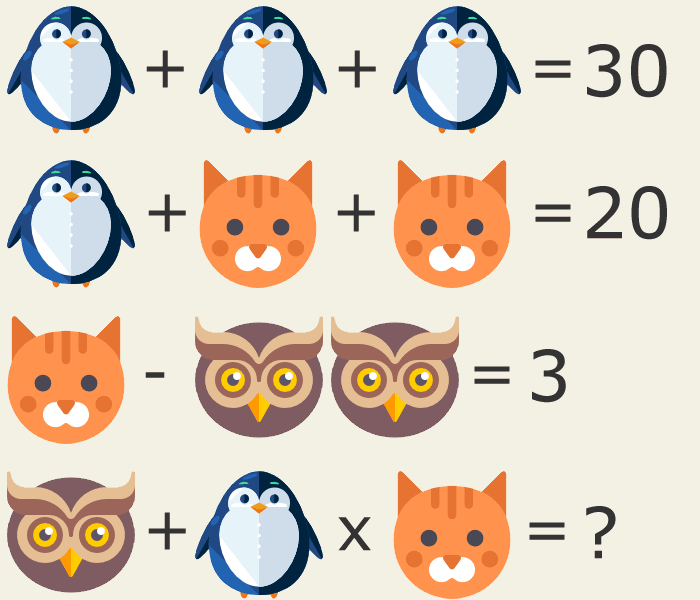 + + = 30
+ + = 20
- = 3
+ x = ?